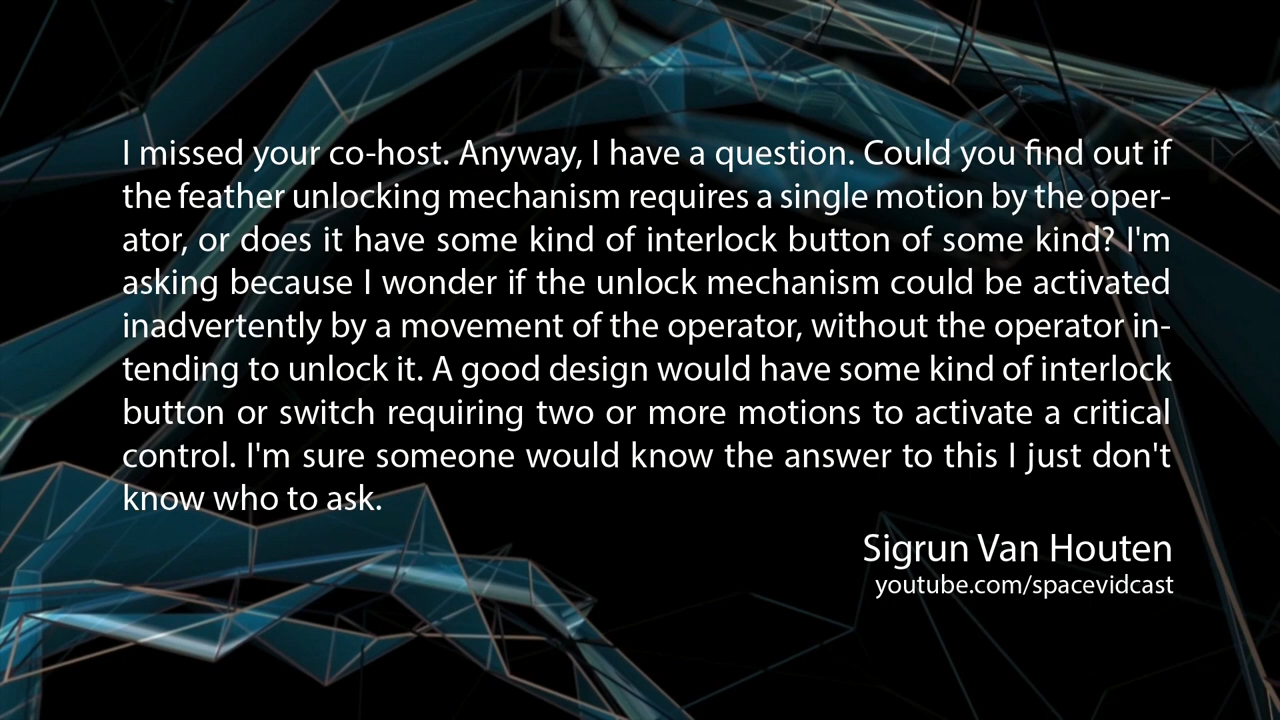 I missed your co-host. Anyway, I have a question. Could you find out if
the feather unlocking mechanism requires a single motion by the oper-
ator, or does it have some kind of interlock button of some kind? I'm
asking because I wonder if the unlock mechanism could be activated
inadvertently by a movement of the operator, without the operator in-
tending to unlock it. A good design would have some kind of interlock
button or switch requiring two or more motions to activate a critical
control. I'm sure someone would know the answer to this I just don't
know who to ask.
Sigrun Van Houten
youtube.com/spacevidcast